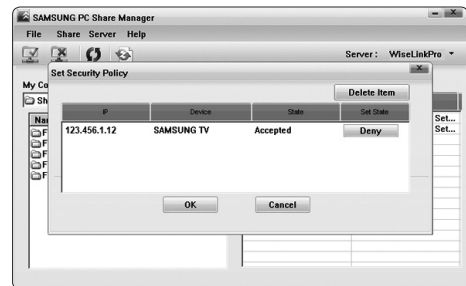 SAMSUNG PC Share Manager
File Share Server Help
Server : WiseLinkPro
Set Security Policy
My Co
Delete Item
Sh
IP Device State Set State
Nam
Set...
123.456.1.12 SAMSUNG TV Accepted Deny
Set...
F
F
F
F
F
OK Cancel